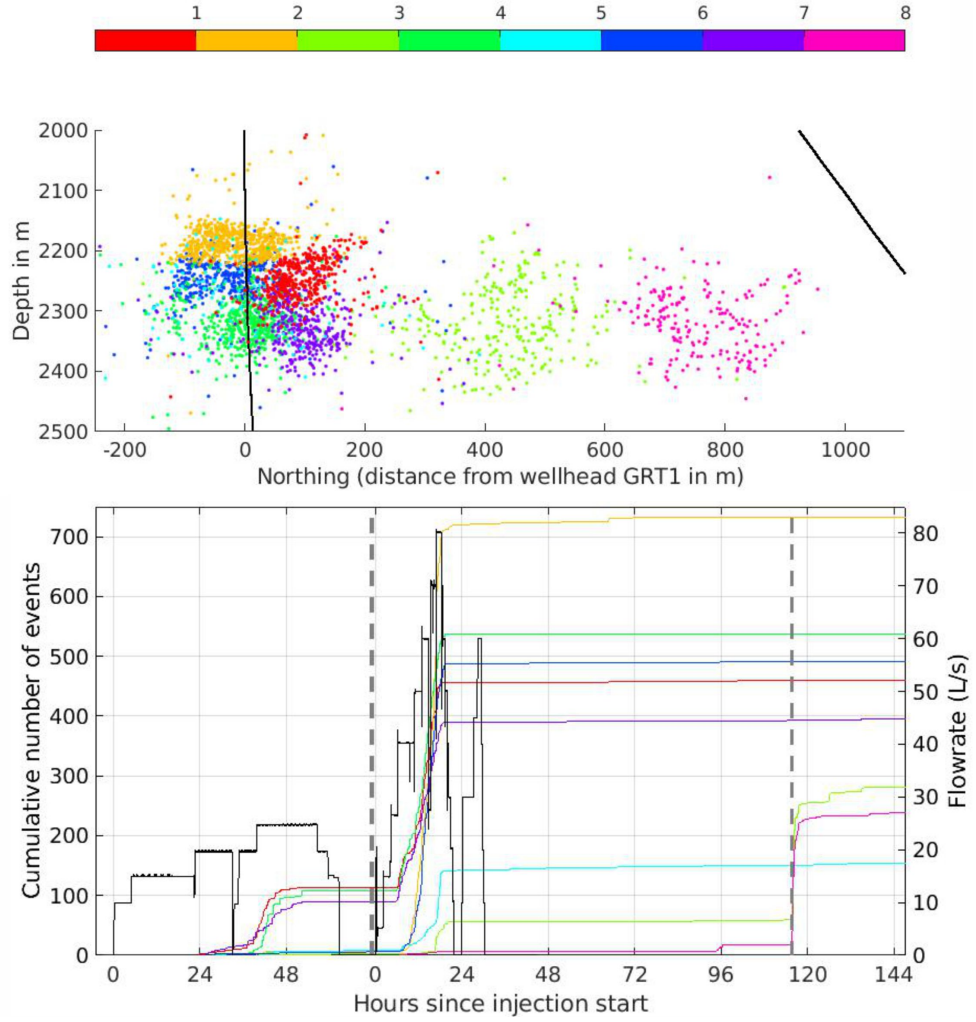 1 2 3 4 5 6 7 8
2000
2100
2200
2300
2400
2500
Depth in m
-200 0 200 400 600 800 1000
Northing (distance from wellhead GRT1 in m)
700
600
500
400
300
200
100
0
Cumulative number of events
80
70
60
50
40
30
20
10
0
Flowrate (L/s)
0 24 48 0 24 48 72 96 120 144
Hours since injection start